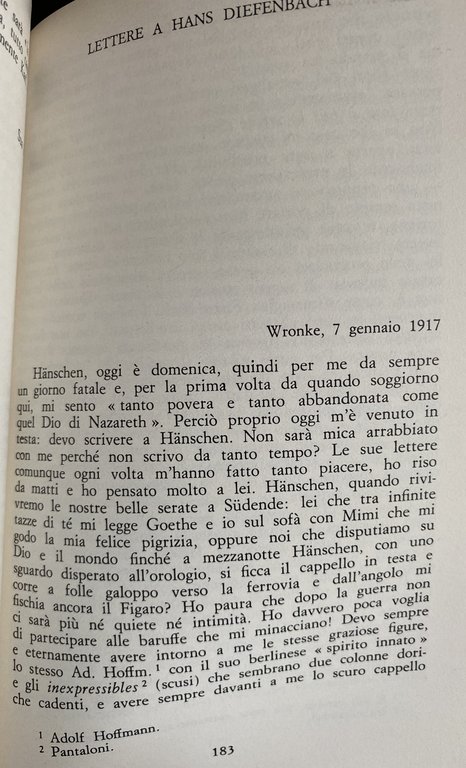 LETTERE A HANS DIEFENBACH
Wronke, 7 gennaio 1917
Hänschen, oggi è domenica, quindi per me da sempre
un giorno fatale e, per la prima volta da quando soggiorno
qui, mi sento « tanto povera e tanto abbandonata come
quel Dio di Nazareth ». Perciò proprio oggi m'è venuto in
testa: devo scrivere a Hänschen. Non sarà mica arrabbiato
con me perché non scrivo da tanto tempo? Le sue lettere
comunque ogni volta m'hanno fatto tanto piacere, ho riso
da matti e ho pensato molto a lei. Hänschen, quando rivi-
vremo le nostre belle serate a Südende: lei che tra infinite
tazze di té mi legge Goethe e io sul sofà con Mimi che mi
godo la mia felice pigrizia, oppure noi che disputiamo su
Dio e il mondo finché a mezzanotte Hänschen, con uno
sguardo disperato all'orologio, si ficca il cappello in testa e
corre a folle galoppo verso la ferrovia e dall'angolo mi
fischia ancora il Figaro? Ho paura che dopo la guerra non
ci sarà più né quiete né intimità. Ho davvero poca voglia
di partecipare alle baruffe che mi minacciano! Devo sempre
e eternamente avere intorno a me le stesse graziose figure,
lo stesso Ad. Hoffm.¹ con il suo berlinese « spirito innato »
e gli inexpressibles² (scusi) che sembrano due colonne dori-
che cadenti, e avere sempre davanti a me lo scuro cappello
¹ Adolf Hoffmann.
² Pantaloni.
183